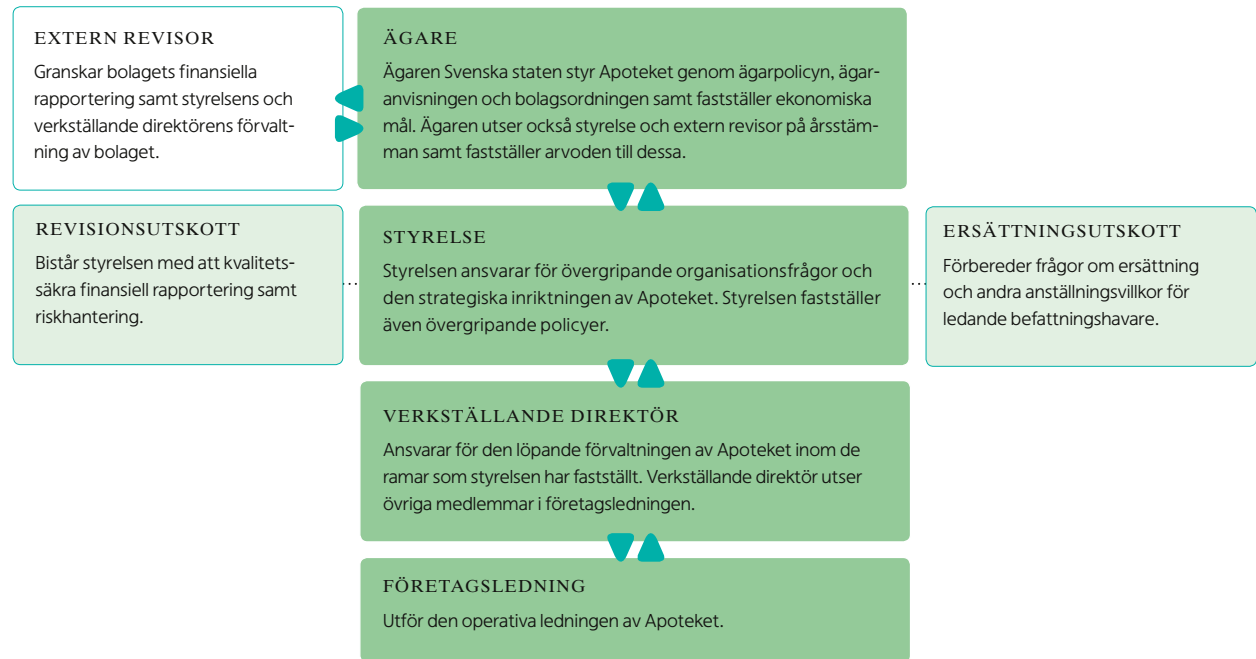 EXTERN REVISOR
Granskar bolagets finansiella
rapportering samt styrelsens och
verkställande direktörens förvalt-
ning av bolaget.
ÄGARE
Ägaren Svenska staten styr Apoteket genom ägarpolicyn, ägar-
anvisningen och bolagsordningen samt fastställer ekonomiska
mål. Ägaren utser också styrelse och extern revisor på årsstäm-
man samt fastställer arvoden till dessa.
REVISIONSUTSKOTT
Bistår styrelsen med att kvalitets-
säkra finansiell rapportering samt
riskhantering.
STYRELSE
Styrelsen ansvarar för övergripande organisationsfrågor och
den strategiska inriktningen av Apoteket. Styrelsen fastställer
även övergripande policyer.
ERSÄTTNINGSUTSKOTT
Förbereder frågor om ersättning
och andra anställningsvillkor för
ledande befattningshavare.
VERKSTÄLLANDE DIREKTÖR
Ansvarar för den löpande förvaltningen av Apoteket inom de
ramar som styrelsen har fastställt. Verkställande direktör utser
övriga medlemmar i företagsledningen.
FÖRETAGSLEDNING
Utför den operativa ledningen av Apoteket.